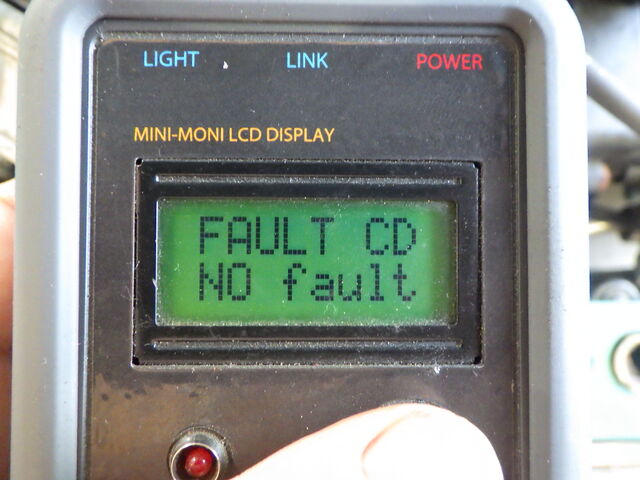 LIGHT LINK POWER
MINI-MONI LCD DISPLAY
FAULT CD
NO fault